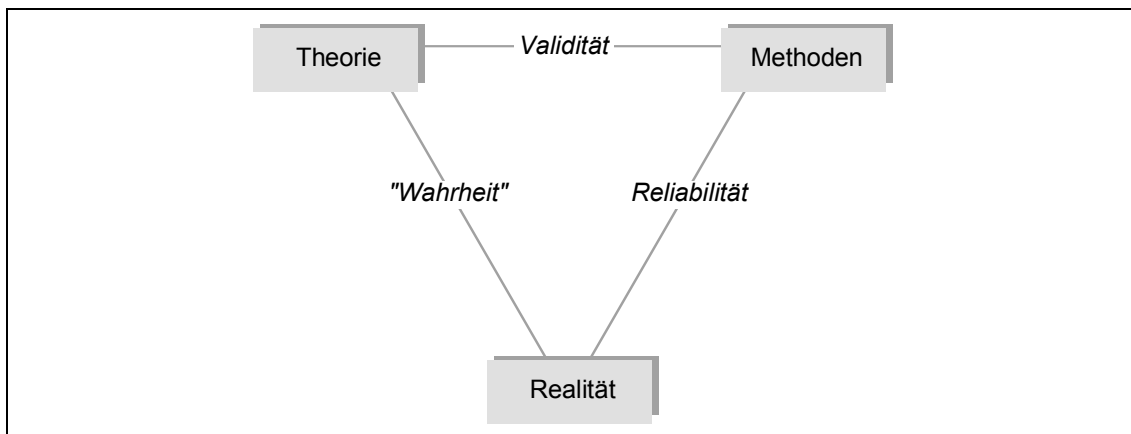 Theorie
Validität
Methoden
"Wahrheit"
Reliabilität
Realität